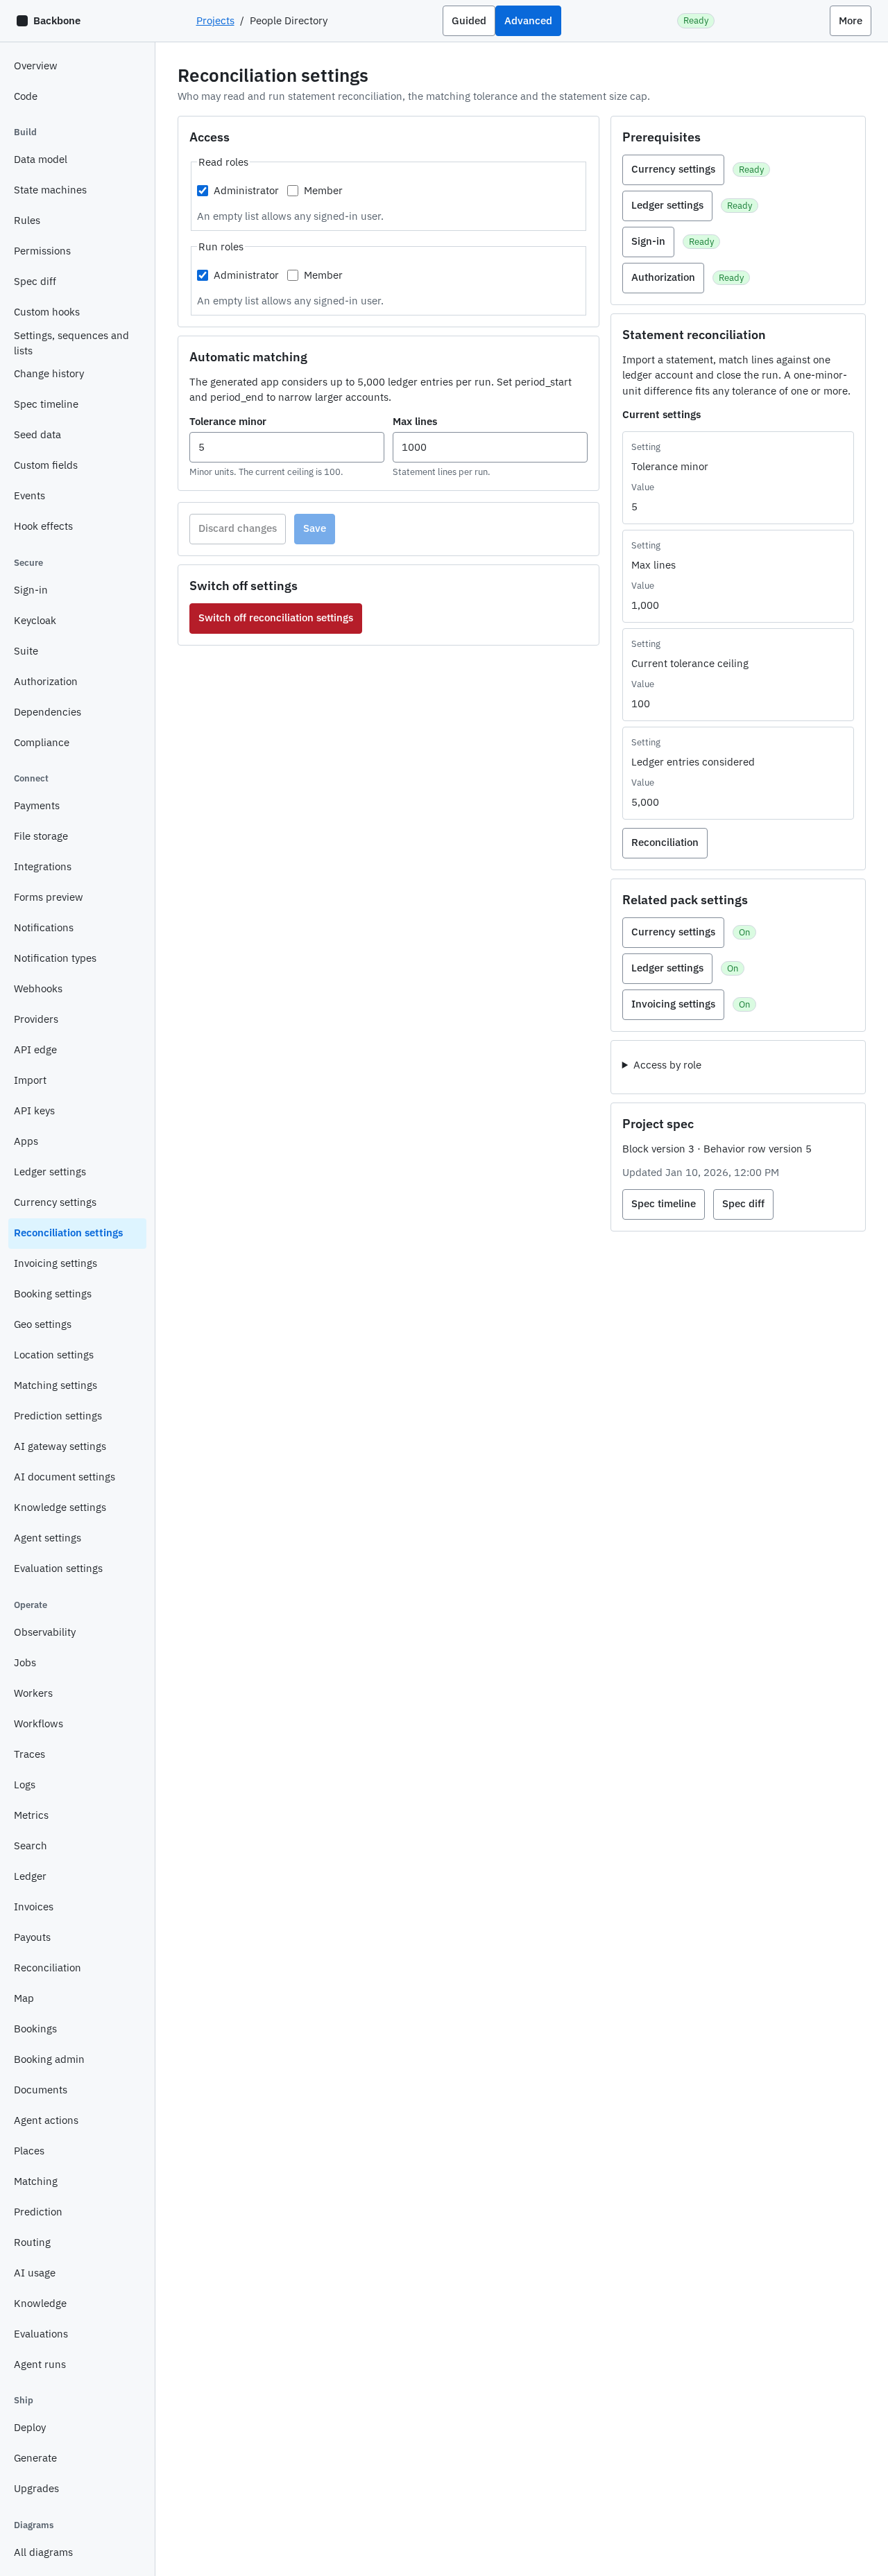 Backbone
Projects / People Directory
Guided
Advanced
Ready
More
Overview
Code
Build
Data model
State machines
Rules
Permissions
Spec diff
Custom hooks
Settings, sequences and
lists
Change history
Spec timeline
Seed data
Custom fields
Events
Hook effects
Secure
Sign-in
Keycloak
Suite
Authorization
Dependencies
Compliance
Connect
Payments
File storage
Integrations
Forms preview
Notifications
Notification types
Webhooks
Providers
API edge
Import
API keys
Apps
Ledger settings
Currency settings
Reconciliation settings
Invoicing settings
Booking settings
Geo settings
Location settings
Matching settings
Prediction settings
AI gateway settings
AI document settings
Knowledge settings
Agent settings
Evaluation settings
Operate
Observability
Jobs
Workers
Workflows
Traces
Logs
Metrics
Search
Ledger
Invoices
Payouts
Reconciliation
Map
Bookings
Booking admin
Documents
Agent actions
Places
Matching
Prediction
Routing
AI usage
Knowledge
Evaluations
Agent runs
Ship
Deploy
Generate
Upgrades
Diagrams
All diagrams
Reconciliation settings
Who may read and run statement reconciliation, the matching tolerance and the statement size cap.
Access
Read roles
Administrator
Member
An empty list allows any signed-in user.
Run roles
Administrator
Member
An empty list allows any signed-in user.
Automatic matching
The generated app considers up to 5,000 ledger entries per run. Set period_start
and period_end to narrow larger accounts.
Tolerance minor
5
Minor units. The current ceiling is 100.
Max lines
1000
Statement lines per run.
Discard changes
Save
Switch off settings
Switch off reconciliation settings
Prerequisites
Currency settings
Ready
Ledger settings
Ready
Sign-in
Ready
Authorization
Ready
Statement reconciliation
Import a statement, match lines against one
ledger account and close the run. A one-minor-
unit difference fits any tolerance of one or more.
Current settings
Setting
Tolerance minor
Value
5
Setting
Max lines
Value
1,000
Setting
Current tolerance ceiling
Value
100
Setting
Ledger entries considered
Value
5,000
Reconciliation
Related pack settings
Currency settings
On
Ledger settings
On
Invoicing settings
On
Access by role
Project spec
Block version 3 · Behavior row version 5
Updated Jan 10, 2026, 12:00 PM
Spec timeline
Spec diff